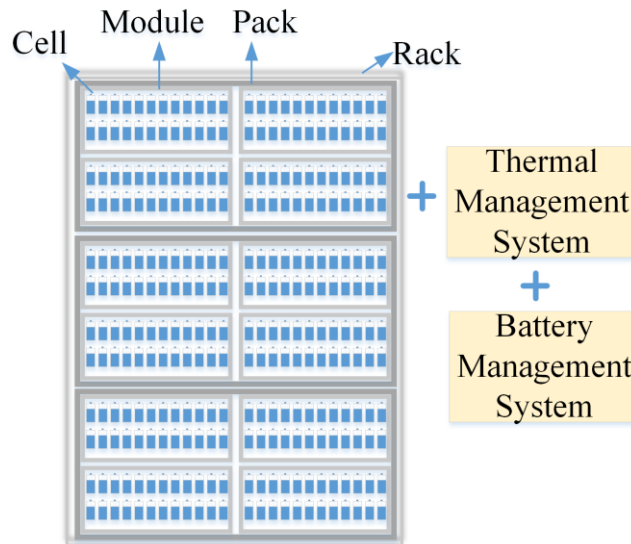 Module
Pack
Cell
Rack
Thermal
Management
System
Battery
Management
System